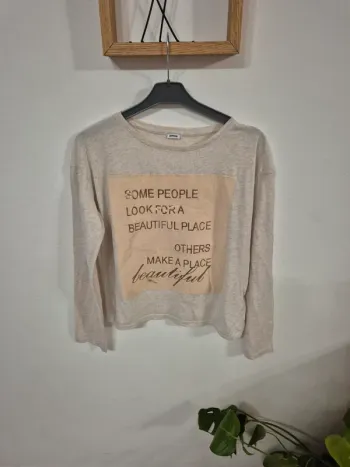 SOME PEOPLE
LOOK FOR A
BEAUTIFUL PLACE
OTHERS
MAKE A PLACE
beautiful